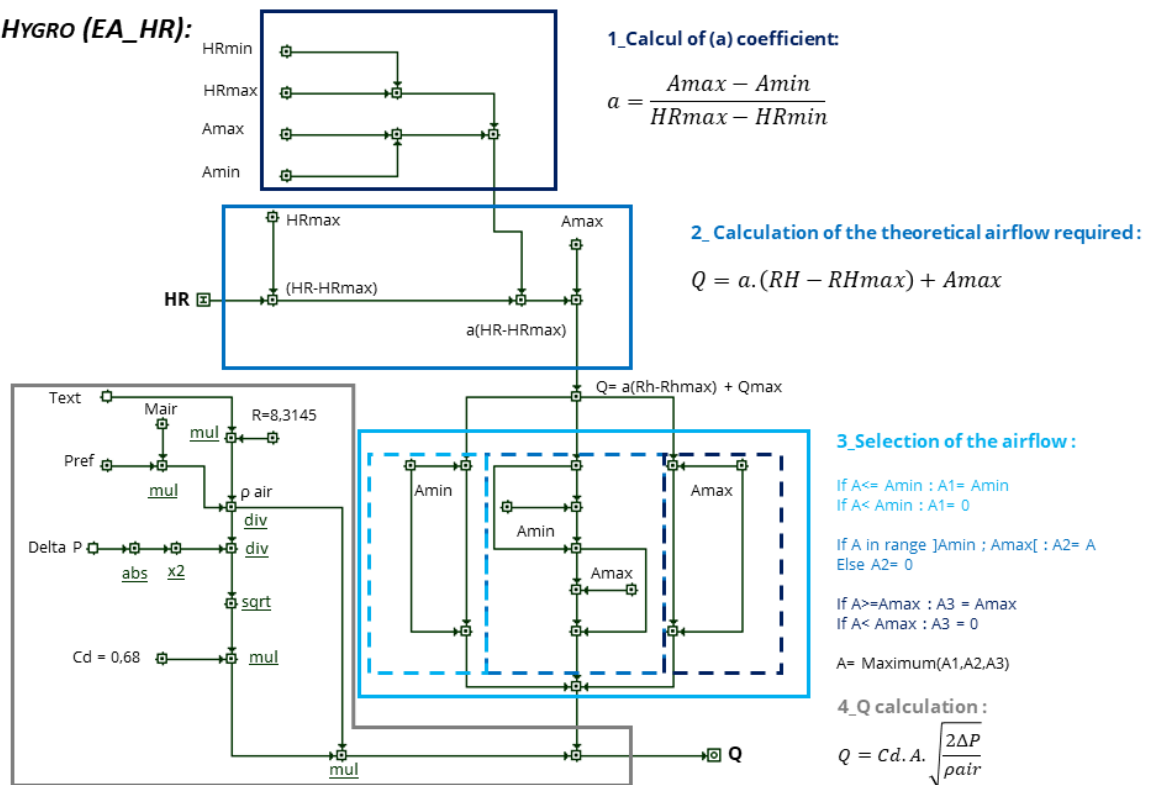 HYGRO (EA_HR):
HRmin
HRmax
Amax
Amin
1_Calcul of (a) coefficient:
a = \frac{Amax − Amin}{HRmax − HRmin}
HRmax
Amax
HR
(HR-HRmax)
a(HR-HRmax)
2_ Calculation of the theoretical airflow required :
Q = a.(RH − RHmax) + Amax
Q= a(Rh-Rhmax) + Qmax
Text
Mair
R=8,3145
mul
Pref
mul
ρ air
div
Delta P
abs
x2
div
sqrt
Cd = 0,68
mul
mul
Amin
Amin
Amax
Amax
3_Selection of the airflow :
If A<= Amin : A1= Amin
If A< Amin : A1= 0
If A in range ]Amin ; Amax[ : A2= A
Else A2= 0
If A>=Amax : A3 = Amax
If A< Amax : A3 = 0
A= Maximum(A1,A2,A3)
4_Q calculation :
Q = Cd. A. \sqrt{\frac{2ΔP}{ρair}}
Q